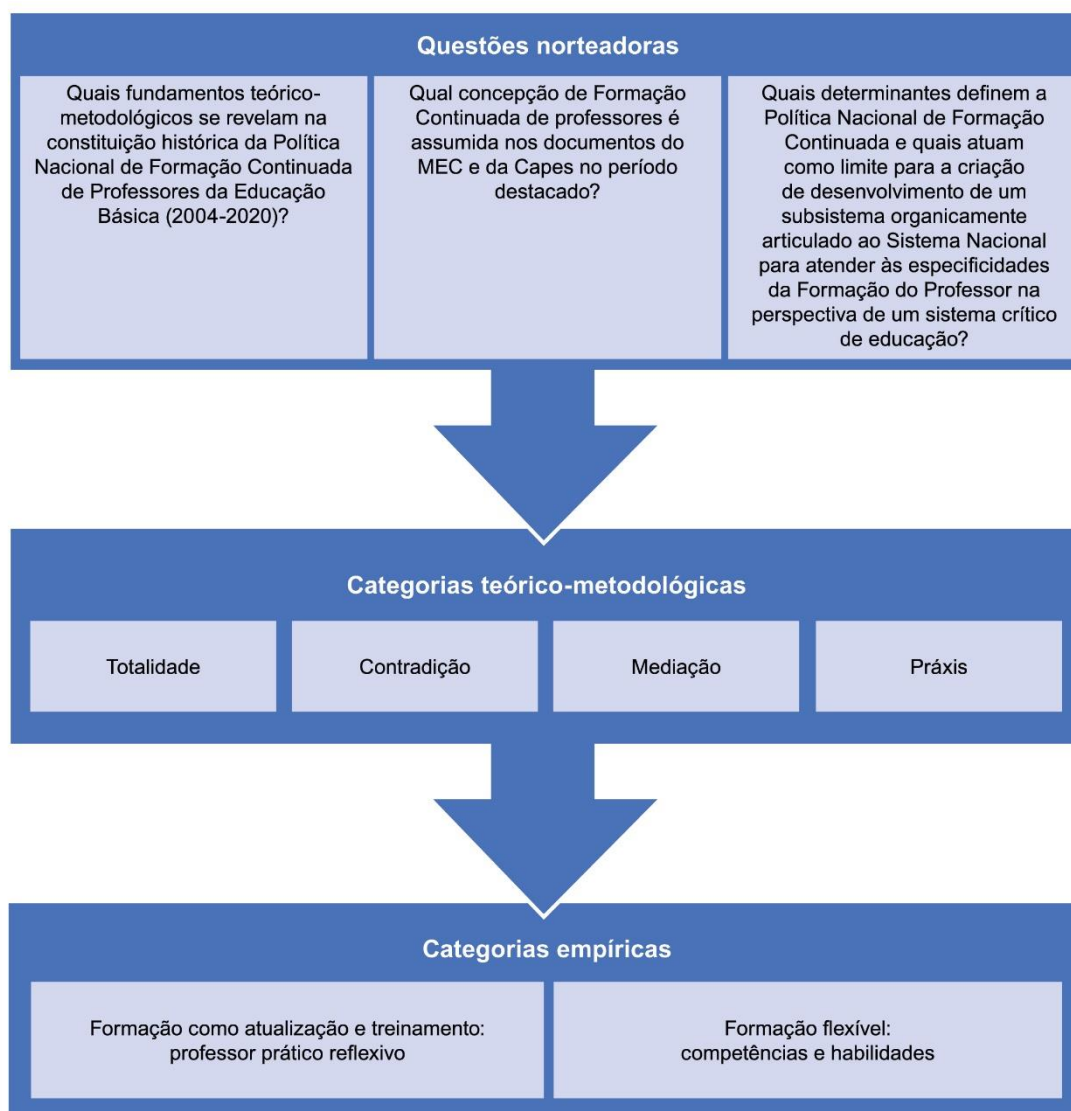 Questões norteadoras
Quais fundamentos teórico-
metodológicos se revelam na
constituição histórica da Política
Nacional de Formação Continuada
de Professores da Educação
Básica (2004-2020)?
Qual concepção de Formação
Continuada de professores é
assumida nos documentos do
MEC e da Capes no período
destacado?
Quais determinantes definem a
Política Nacional de Formação
Continuada e quais atuam
como limite para a criação
de desenvolvimento de um
subsistema organicamente
articulado ao Sistema Nacional
para atender às especificidades
da Formação do Professor na
perspectiva de um sistema crítico
de educação?
Categorias teórico-metodológicas
Totalidade
Contradição
Mediação
Práxis
Categorias empíricas
Formação como atualização e treinamento:
professor prático reflexivo
Formação flexível:
competências e habilidades